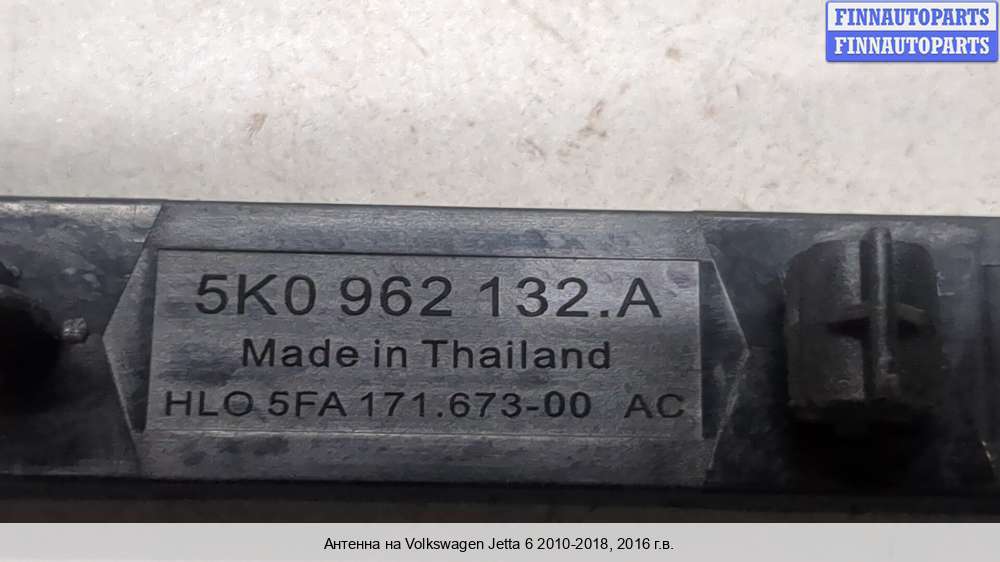 FINNAUTOPARTS
FINNAUTOPARTS
5K0 962 132.A
Made in Thailand
HLO 5FA 171.673-00 AC
Антенна на Volkswagen Jetta 6 2010-2018, 2016 г.в.